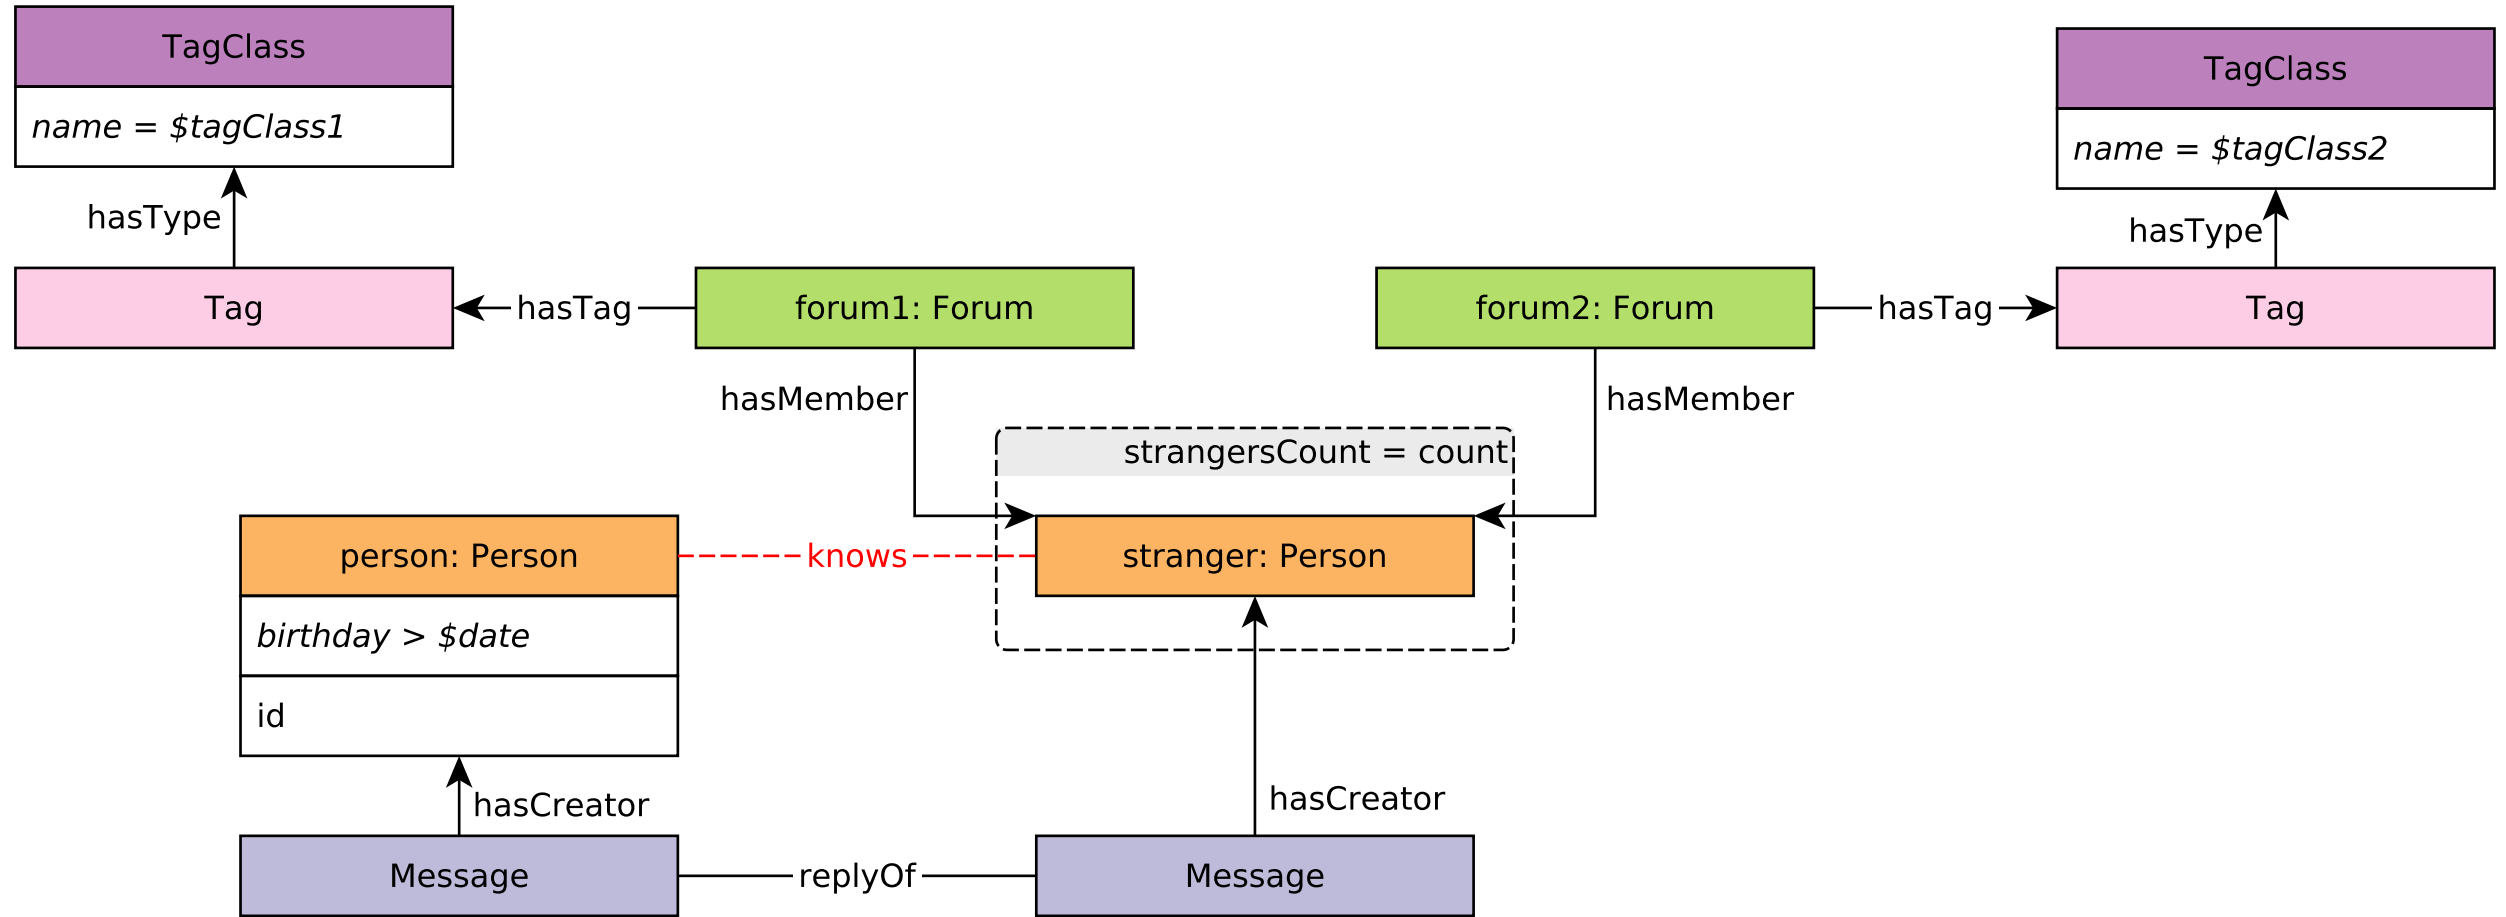 TagClass
name = $tagClass1
TagClass
name = $tagClass2
hasType
hasType
Tag
hasTag
forum1: Forum
forum2: Forum
hasTag
Tag
hasMember
hasMember
strangersCount = count
person: Person
knows
stranger: Person
birthday > $date
id
hasCreator
hasCreator
Message
replyOf
Message